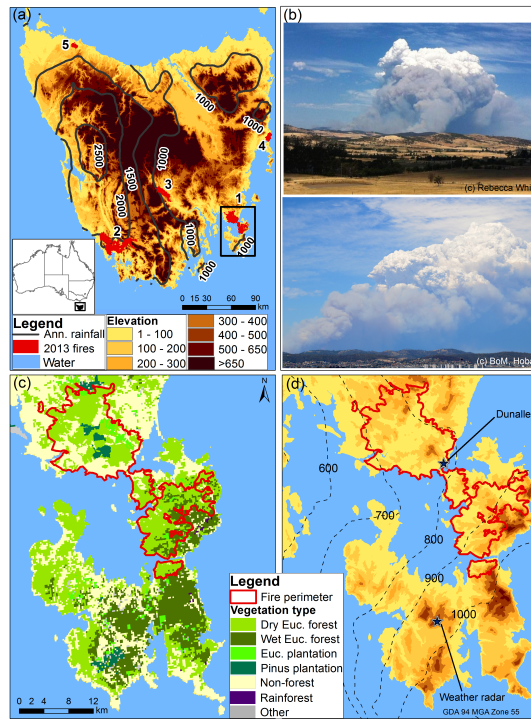 (a)
5
1000
1000
4
2500
1000
1500
2000
3
1
2
1000
1000
1000
0 15 30 60 90
km
Legend
Ann. rainfall
2013 fires
Water
Elevation
1 - 100
100 - 200
200 - 300
300 - 400
400 - 500
500 - 650
>650
(b)
(c) Rebecca Whi
(c) BoM, Hoba
(c)
N
0 2 4 8 12
km
Legend
Fire perimeter
Vegetation type
Dry Euc. forest
Wet Euc. forest
Euc. plantation
Pinus plantation
Non-forest
Rainforest
Other
(d)
Dunalle
600
700
800
900
1000
Weather radar
GDA 94 MGA Zone 55